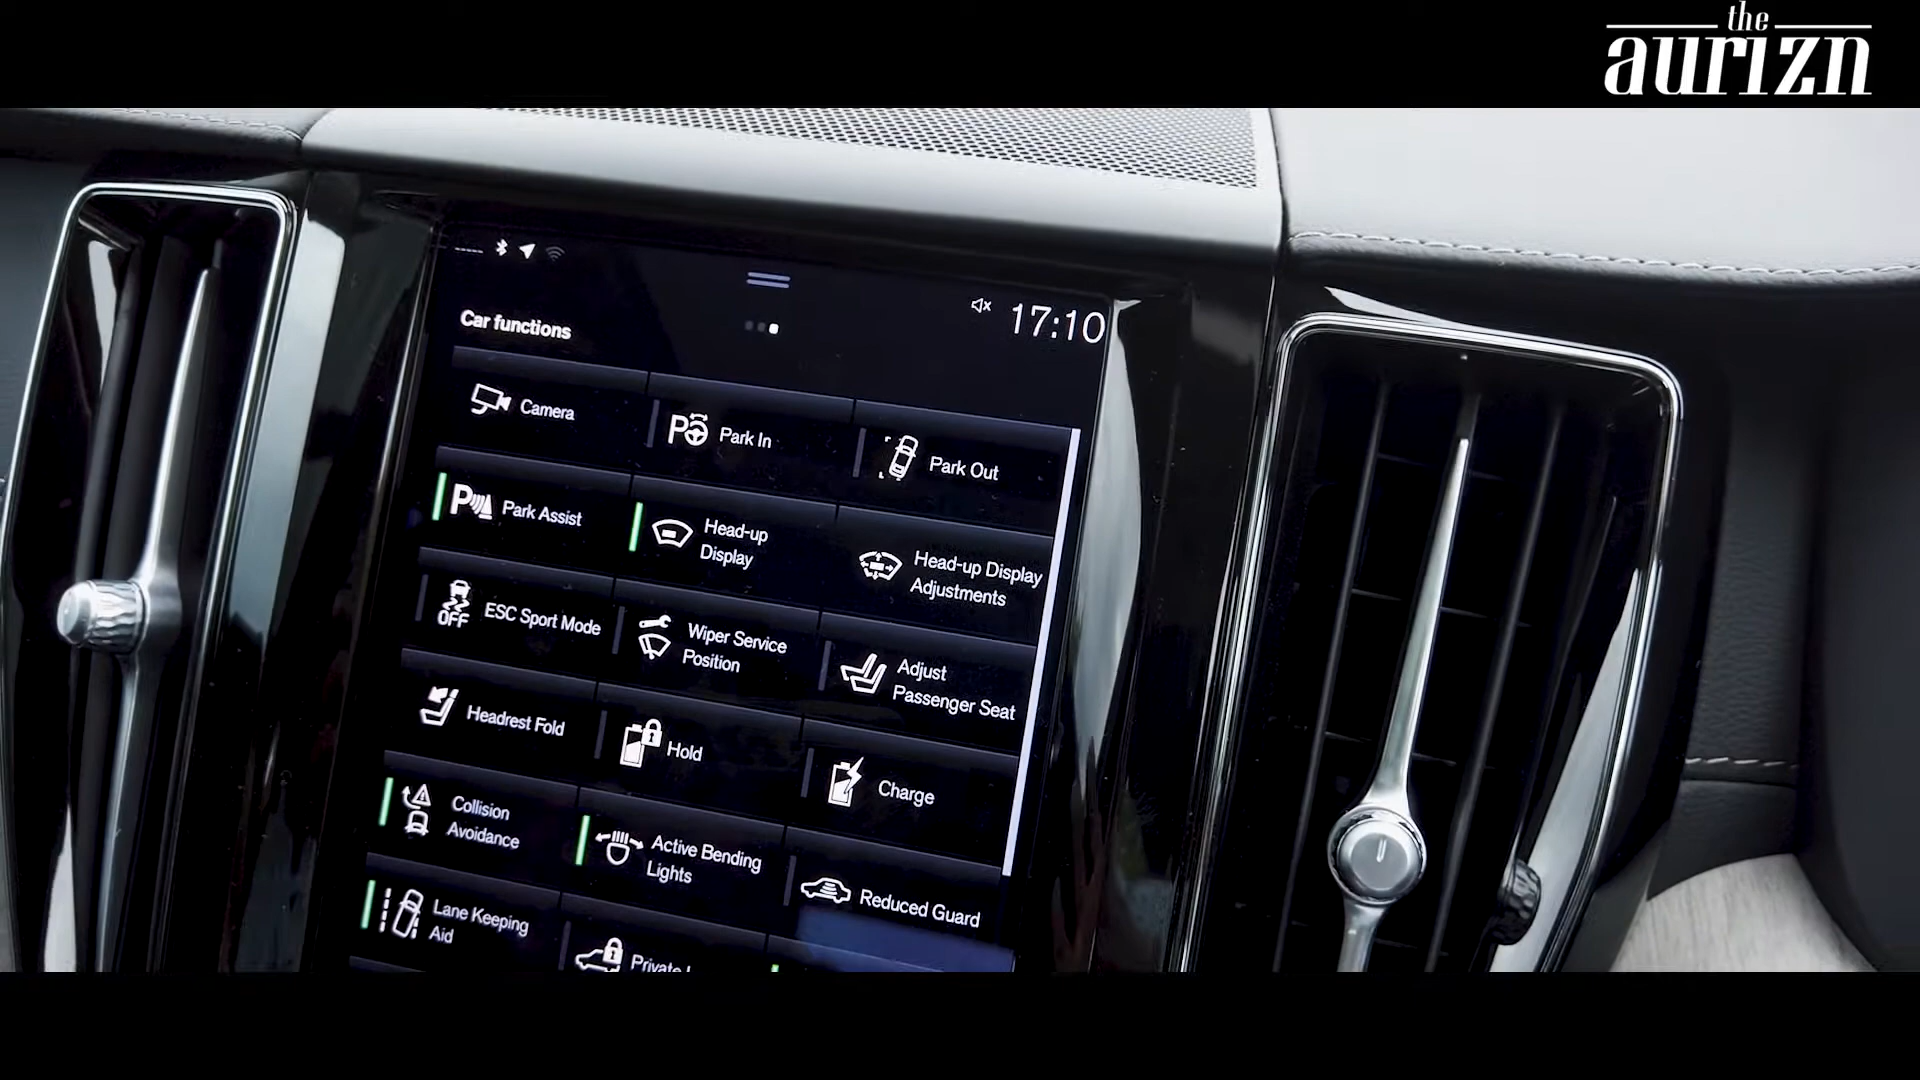 the
aurizn
17:10
Car functions
Camera
Park In
Park Out
Park Assist
Head-up
Display
Head-up Display
Adjustments
OFF
ESC Sport Mode
Wiper Service
Position
Adjust
Passenger Seat
Headrest Fold
Hold
Charge
Collision
Avoidance
Active Bending
Lights
Reduced Guard
Lane Keeping
Aid
Private